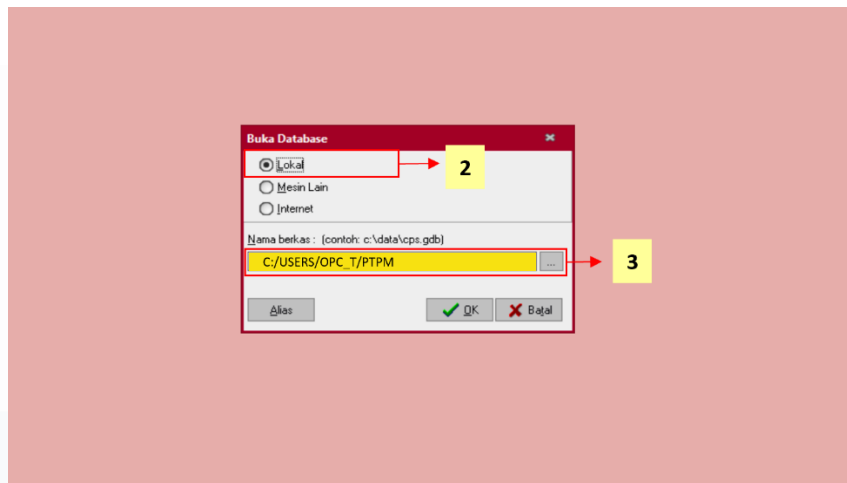 Buka Database
Lokal
2
Mesin Lain
Internet
Nama berkas : (contoh: c:\data\cps.gdb)
C:/USERS/OPC_T/PTPM
...
3
Alias
OK
Batal